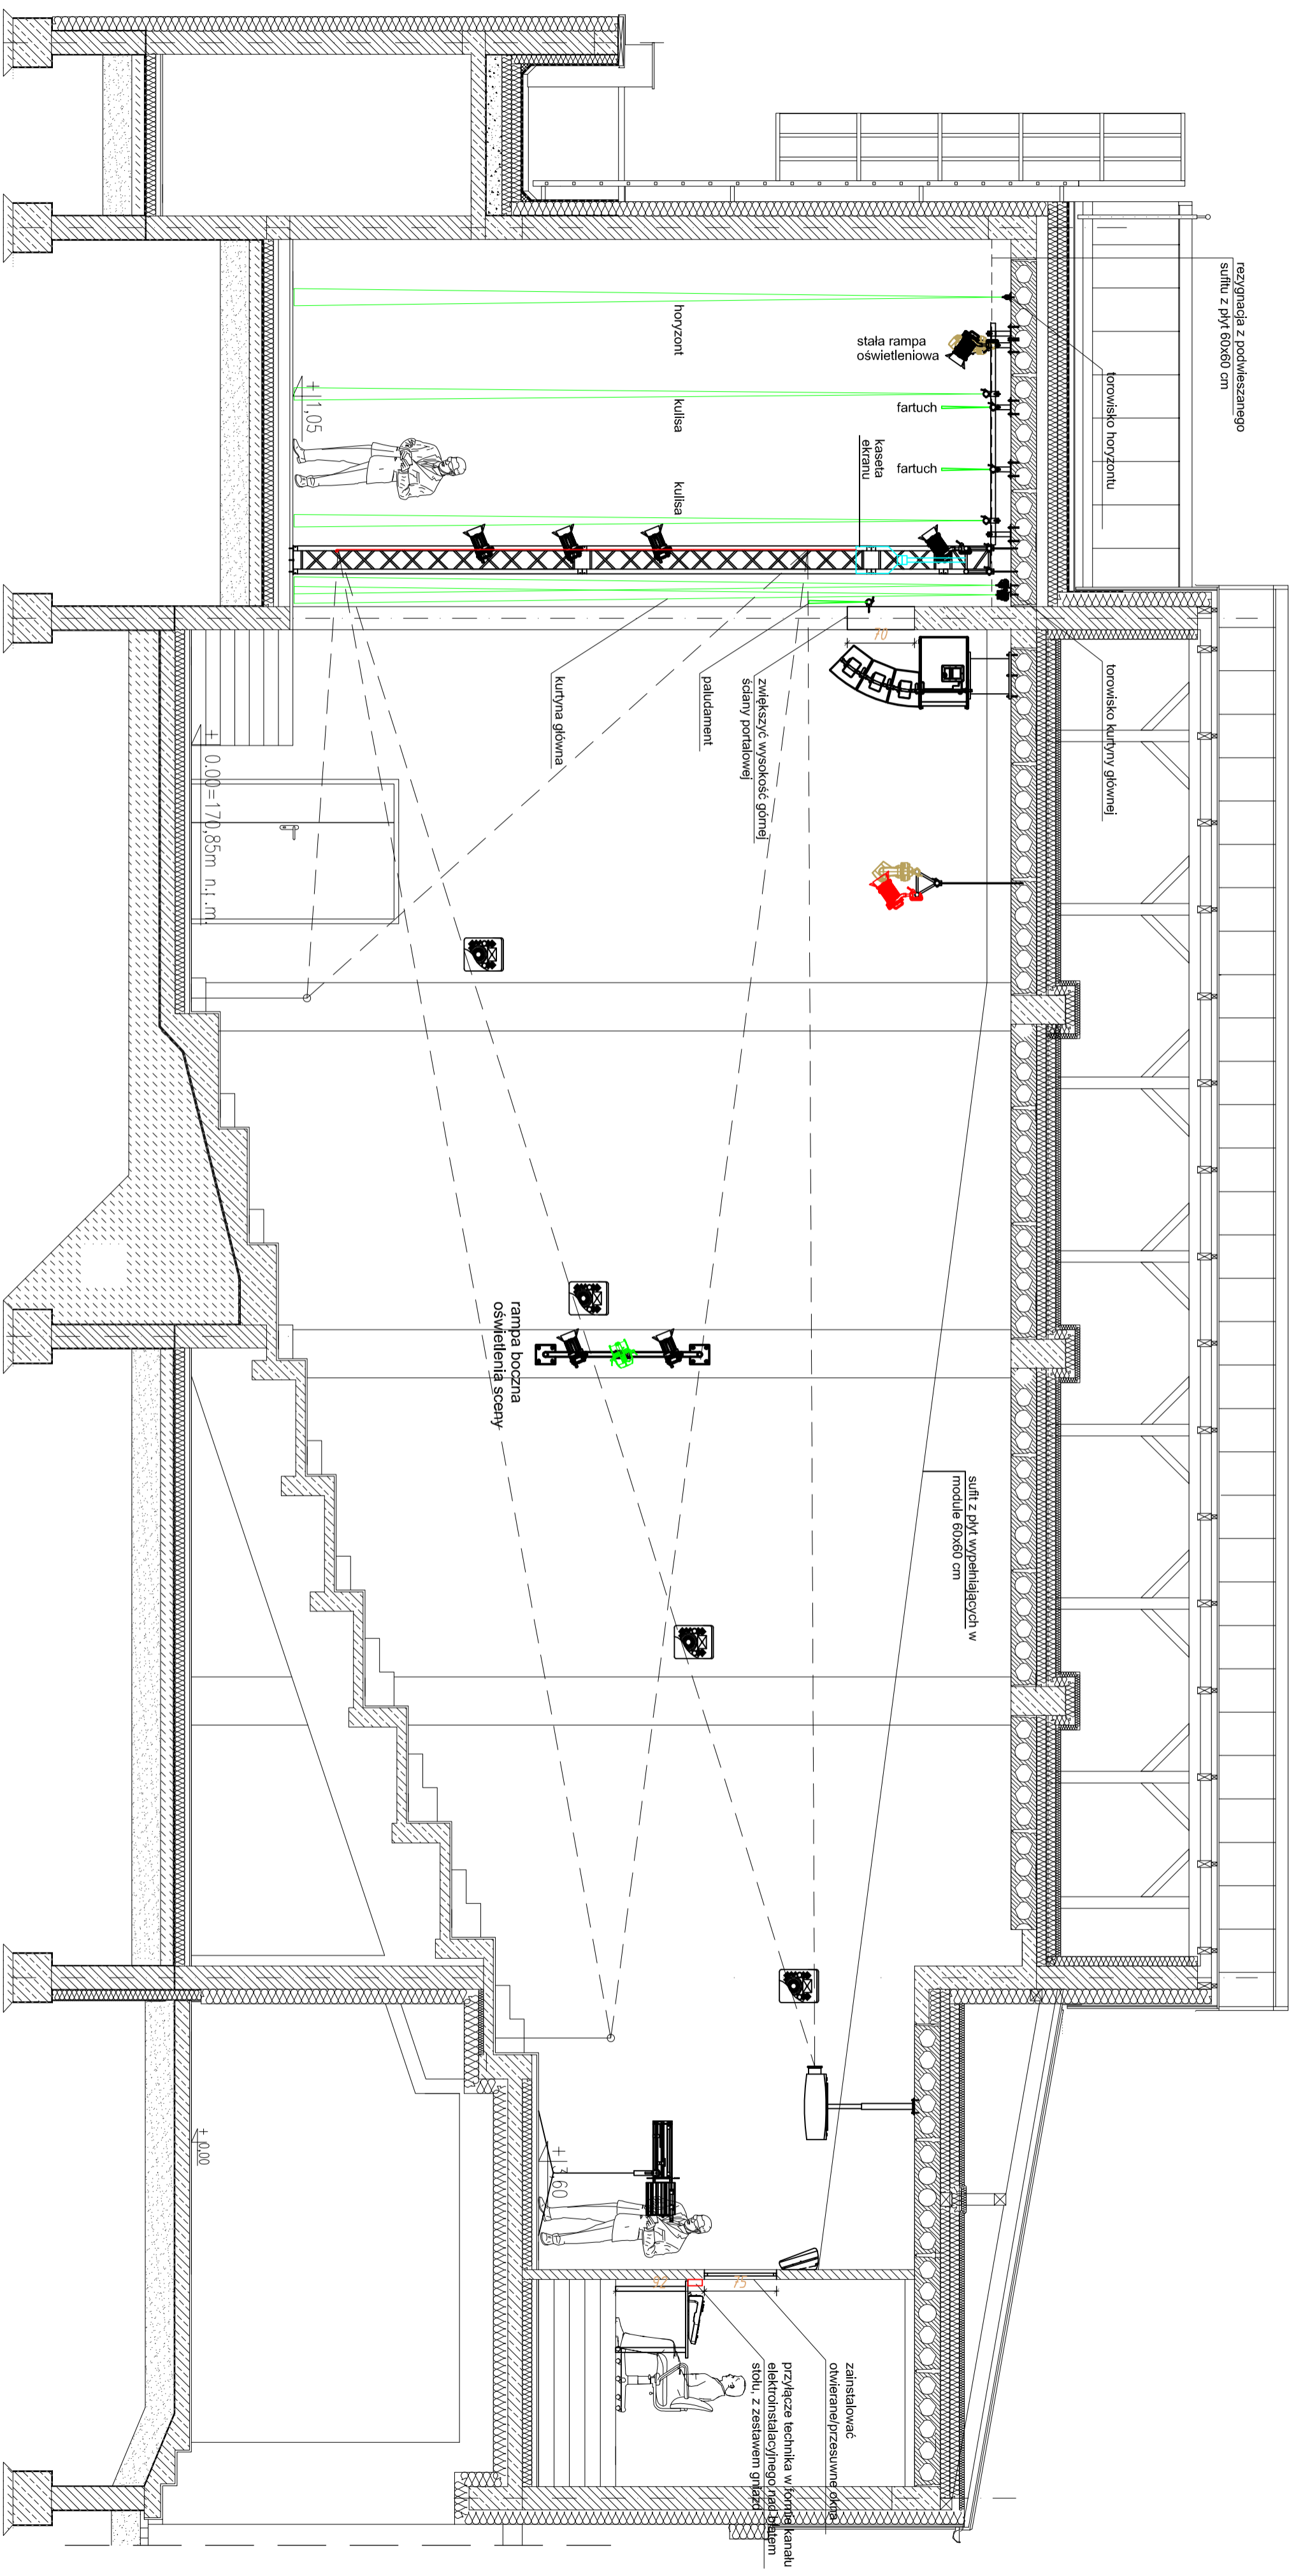 rezygnacja z podwieszanego
sufitu z płyt 60x60 cm
torowisko horyzontu
torowisko kurtyny głównej
stała rampa
oświetleniowa
fartuch
fartuch
kaseta
ekranu
horyzont
kulisa
kulisa
+ 1,05
70
zwiększyć wysokość górnej
ściany portalowej
paludament
kurtyna główna
+ 0.00=170,85m n..m.
rampa boczna
oświetlenia sceny
sufit z płyt wypełniających w
module 60x60 cm
+ 3,60
+ 0.00
92
75
zainstalować
otwierane/przesuwne okna
przyłącze technika w formie kanału
elektroinstalacyjnego nad blatem
stołu, z zestawem gniazd